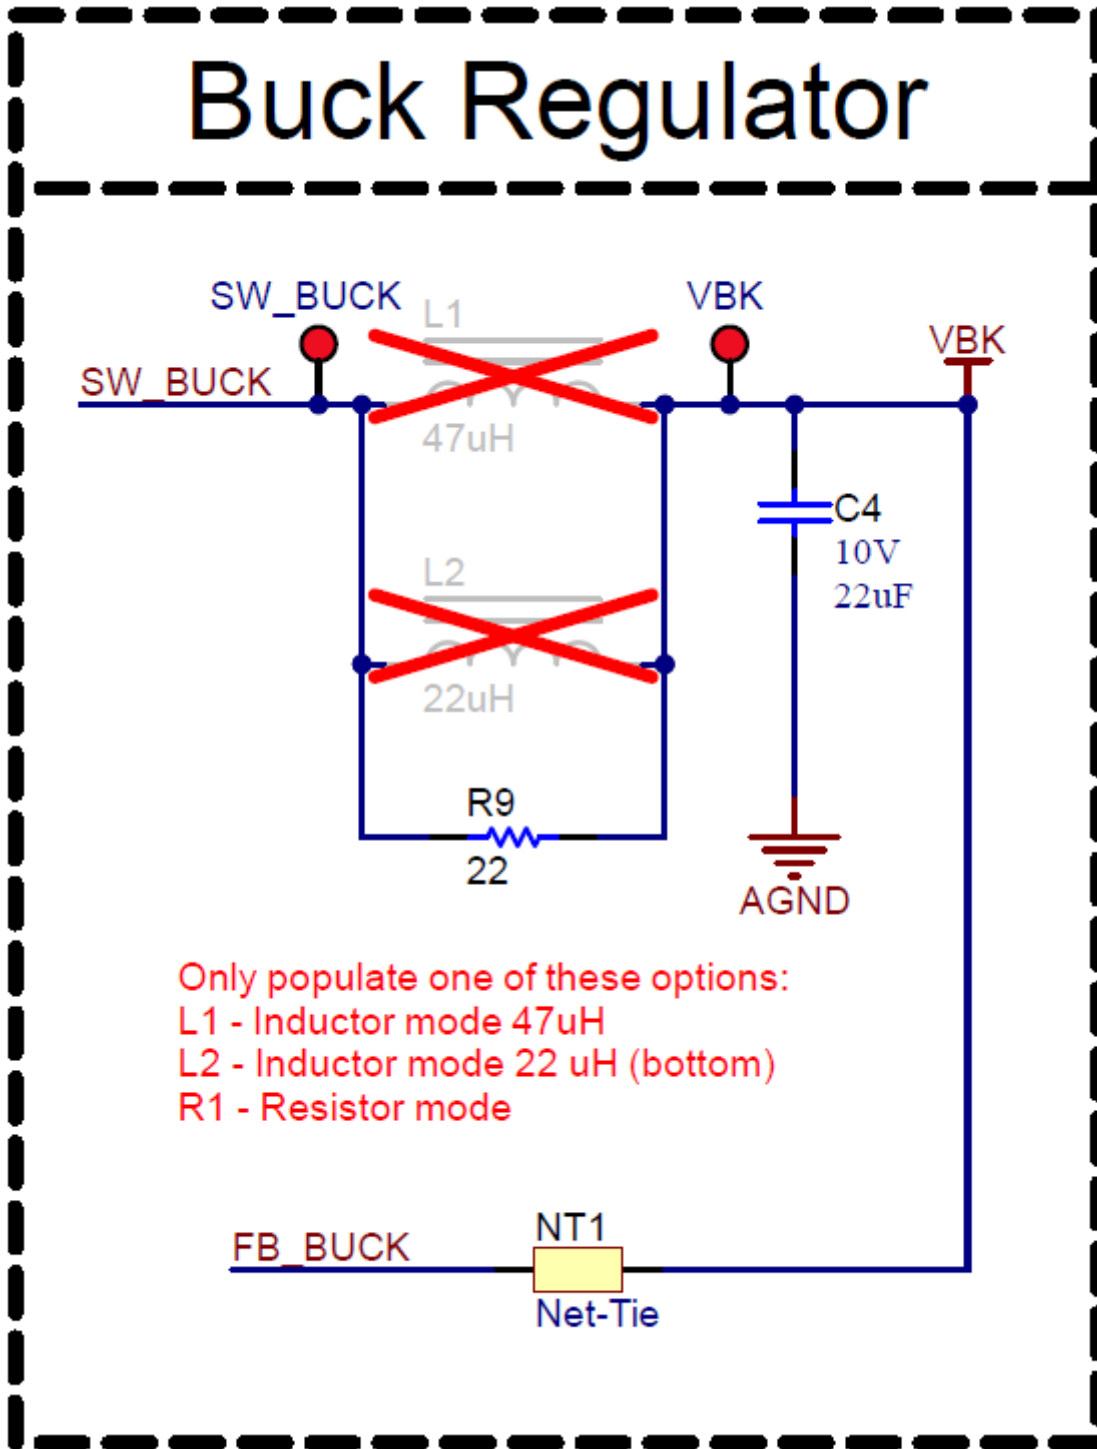 Buck Regulator
SW_BUCK
L1
VBK
VBK
SW_BUCK
47uH
C4
10V
22uF
L2
22uH
R9
22
AGND
Only populate one of these options:
L1 - Inductor mode 47uH
L2 - Inductor mode 22 uH (bottom)
R1 - Resistor mode
NT1
FB_BUCK
Net-Tie